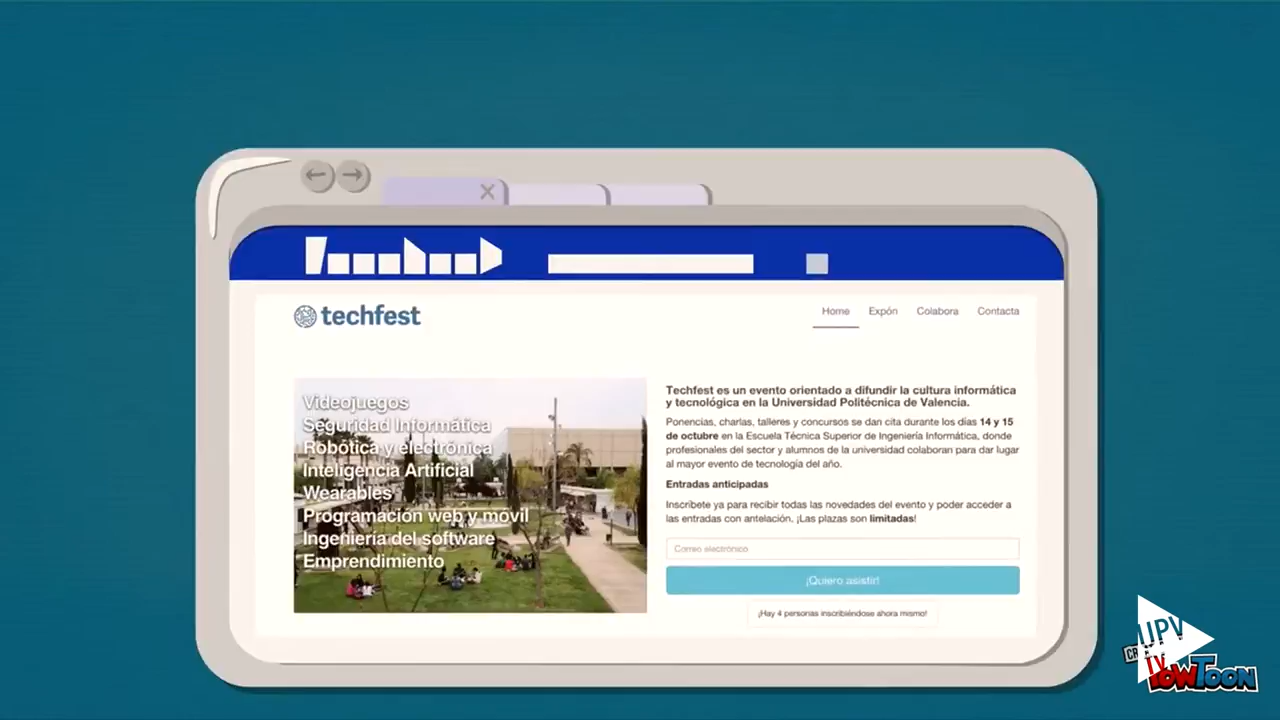 techfest
Home Expón Colabora Contacta
Videojuegos
Seguridad Informática
Robótica y electrónica
Inteligencia Artificial
Wearables
Programación web y móvil
Ingeniería del software
Emprendimiento
Techfest es un evento orientado a difundir la cultura informática
y tecnológica en la Universidad Politécnica de Valencia.
Ponencias, charlas, talleres y concursos se dan cita durante los días 14 y 15
de octubre en la Escuela Técnica Superior de Ingeniería Informática, donde
profesionales del sector y alumnos de la universidad colaboran para dar lugar
al mayor evento de tecnología del año.
Entradas anticipadas
Inscríbete ya para recibir todas las novedades del evento y poder acceder a
las entradas con antelación. ¡Las plazas son limitadas!
Correo electrónico
¡Quiero asistir!
¡Hay 4 personas inscribiéndose ahora mismo!
UPV
TV